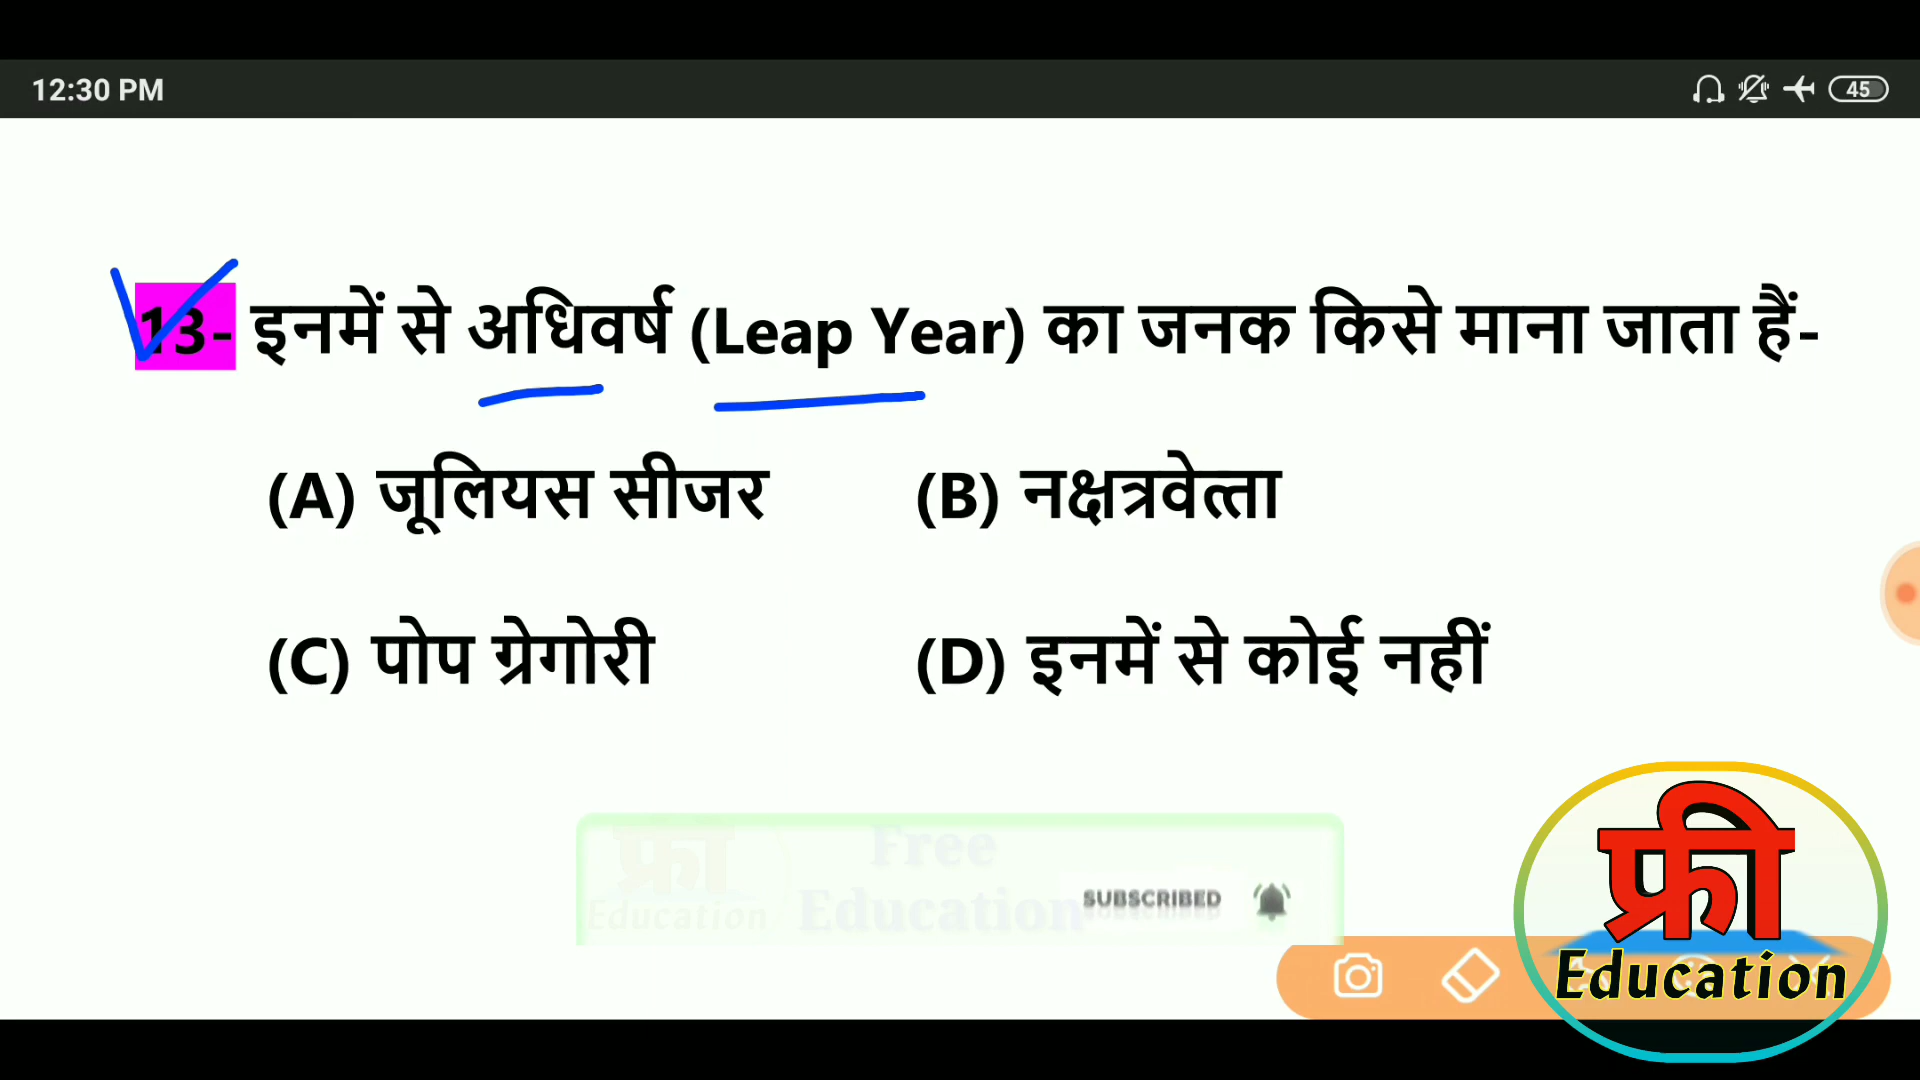 12:30 PM
45
13- इनमें से अधिवर्ष (Leap Year) का जनक किसे माना जाता हैं-
(A) जूलियस सीजर (B) नक्षत्रवेत्ता
(C) पोप ग्रेगोरी (D) इनमें से कोई नहीं
फ्री
Education
Free
Education
SUBSCRIBED
फ्री
Education